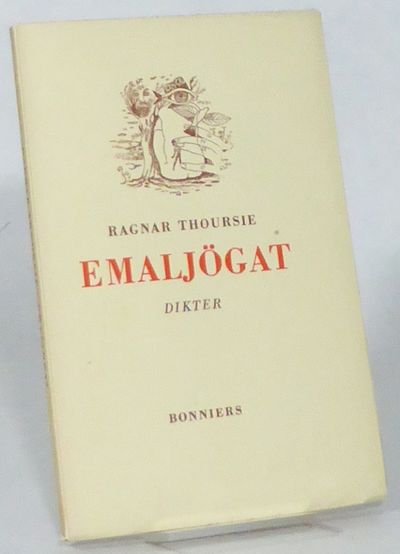 RAGNAR THOURSIE
EMALJÖGAT
DIKTER
BONNIERS